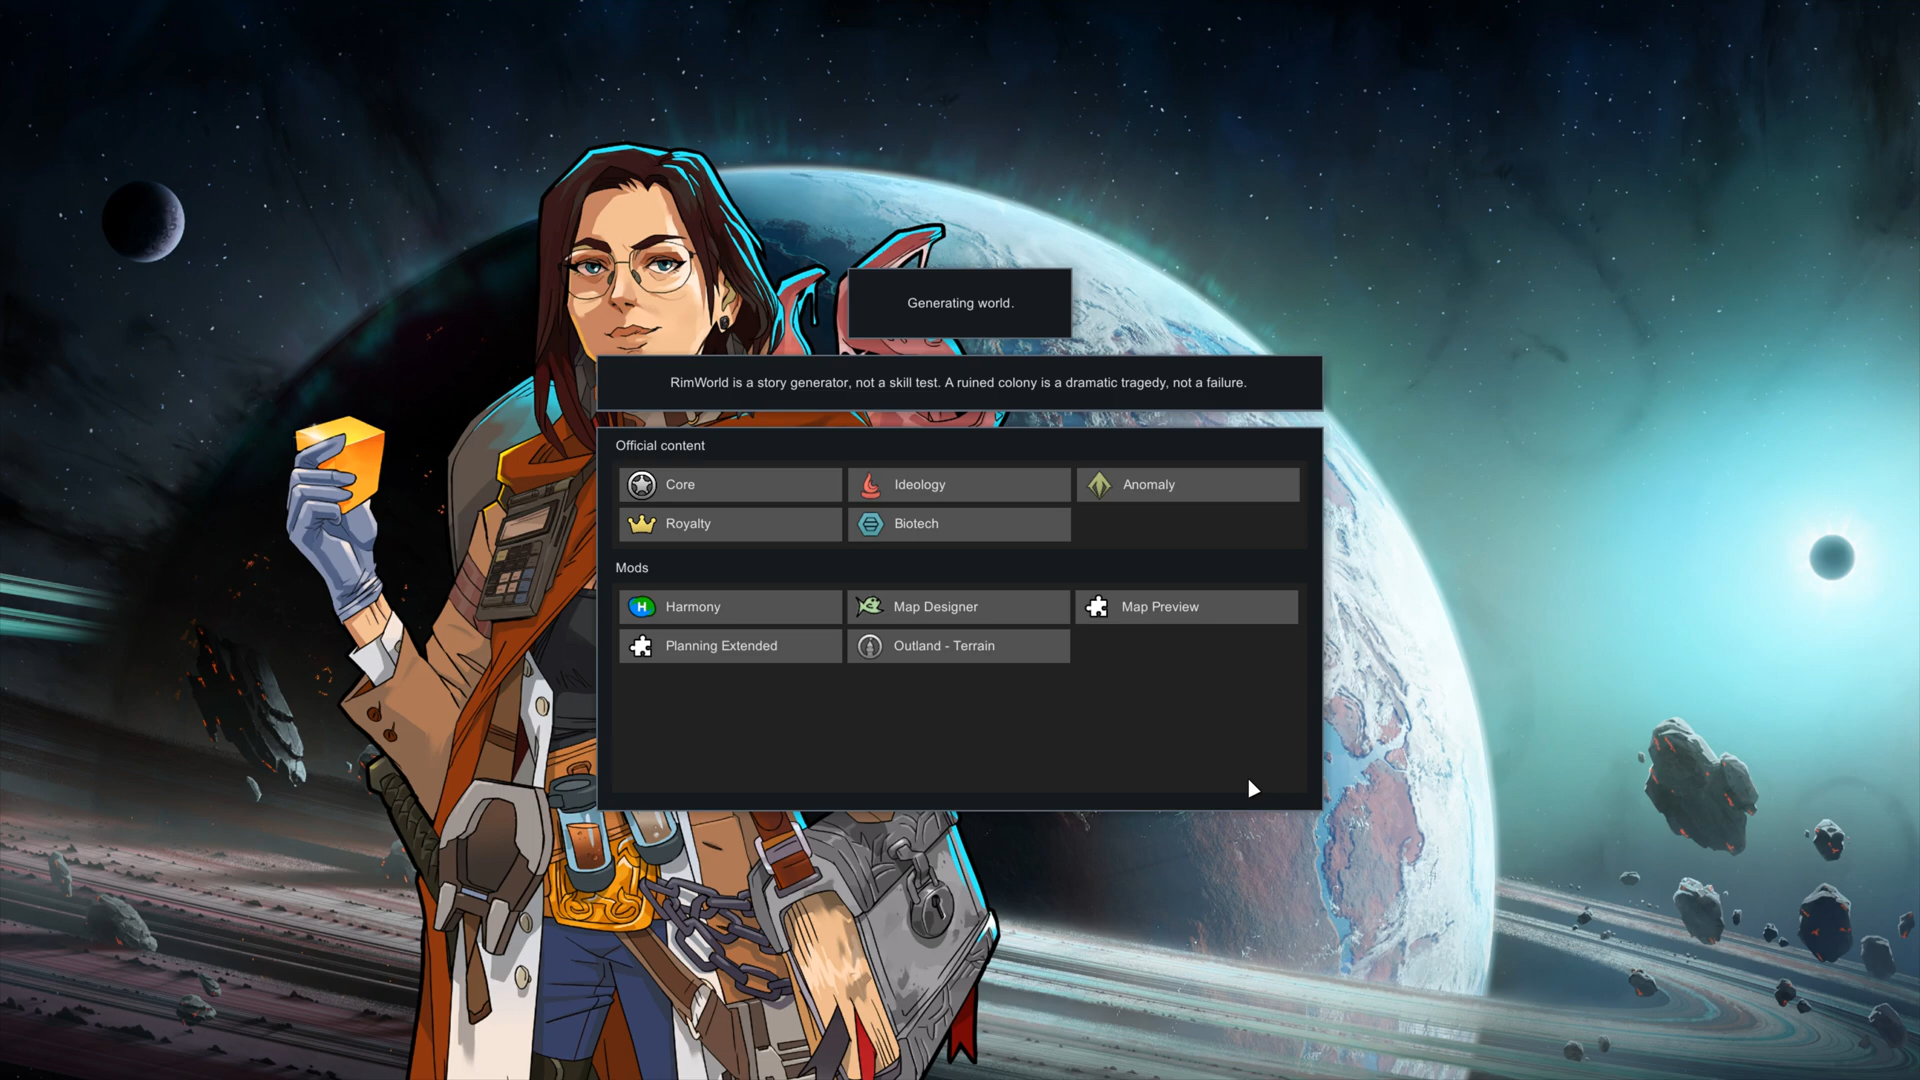 Generating world.
RimWorld is a story generator, not a skill test. A ruined colony is a dramatic tragedy, not a failure.
Official content
Core
Ideology
Anomaly
Royalty
Biotech
Mods
H
Harmony
Map Designer
Map Preview
Planning Extended
Outland - Terrain